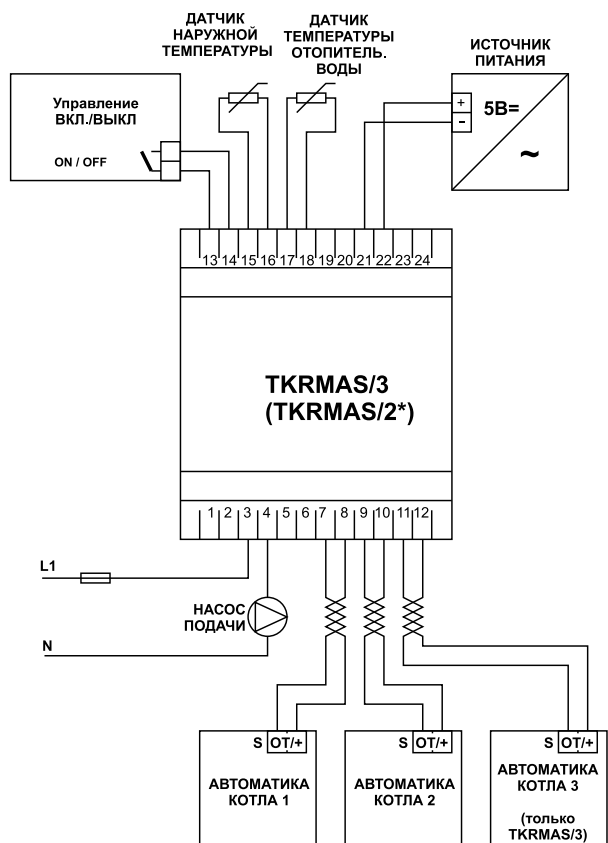 ДАТЧИК
НАРУЖНОЙ
ТЕМПЕРАТУРЫ
ДАТЧИК
ТЕМПЕРАТУРЫ
ОТОПИТЕЛЬ.
ВОДЫ
ИСТОЧНИК
ПИТАНИЯ
Управление
ВКЛ./ВЫКЛ
ON / OFF
+
-
5В=
~
13 14 15 16 17 18 19 20 21 22 23 24
TKRMAS/3
(TKRMAS/2*)
1 2 3 4 5 6 7 8 9 10 11 12
L1
НАСОС
ПОДАЧИ
N
S OT/+
АВТОМАТИКА
КОТЛА 1
S OT/+
АВТОМАТИКА
КОТЛА 2
S OT/+
АВТОМАТИКА
КОТЛА 3
(только
TKRMAS/3)